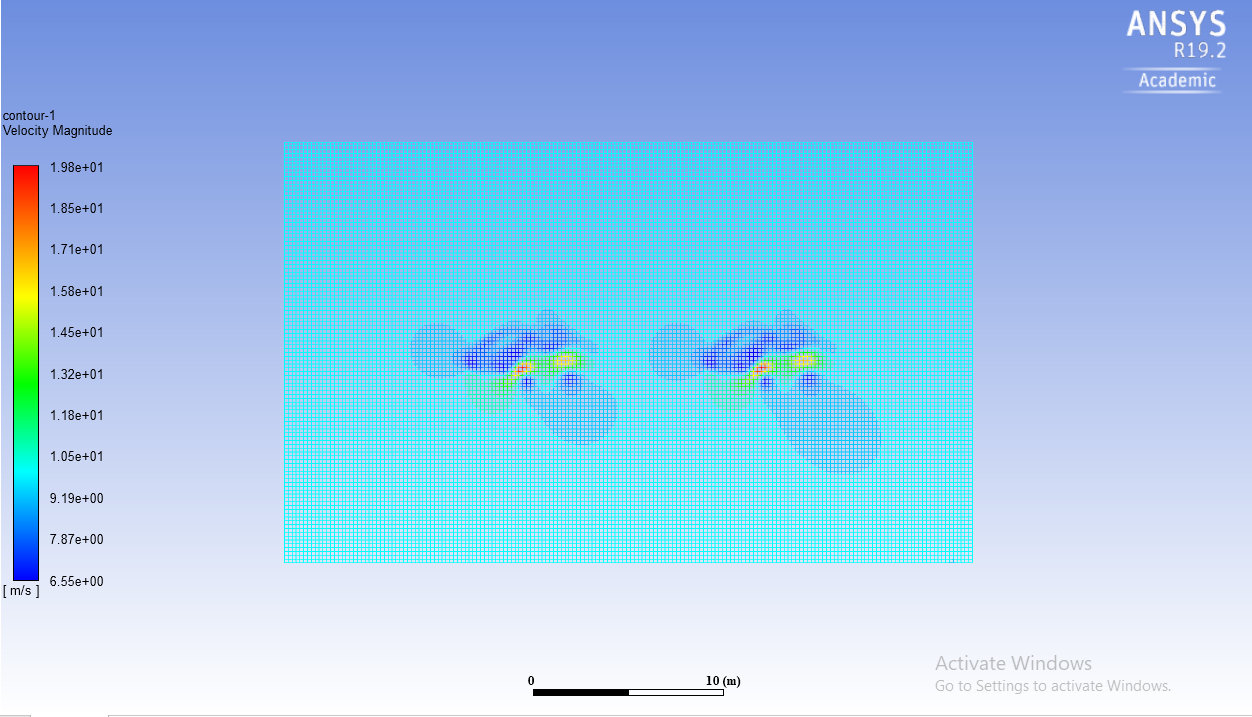 ANSYS
R19.2
Academic
contour-1
Velocity Magnitude
1.98e+01
1.85e+01
1.71e+01
1.58e+01
1.45e+01
1.32e+01
1.18e+01
1.05e+01
9.19e+00
7.87e+00
6.55e+00
[ m/s ]
0 10 (m)
Activate Windows
Go to Settings to activate Windows.